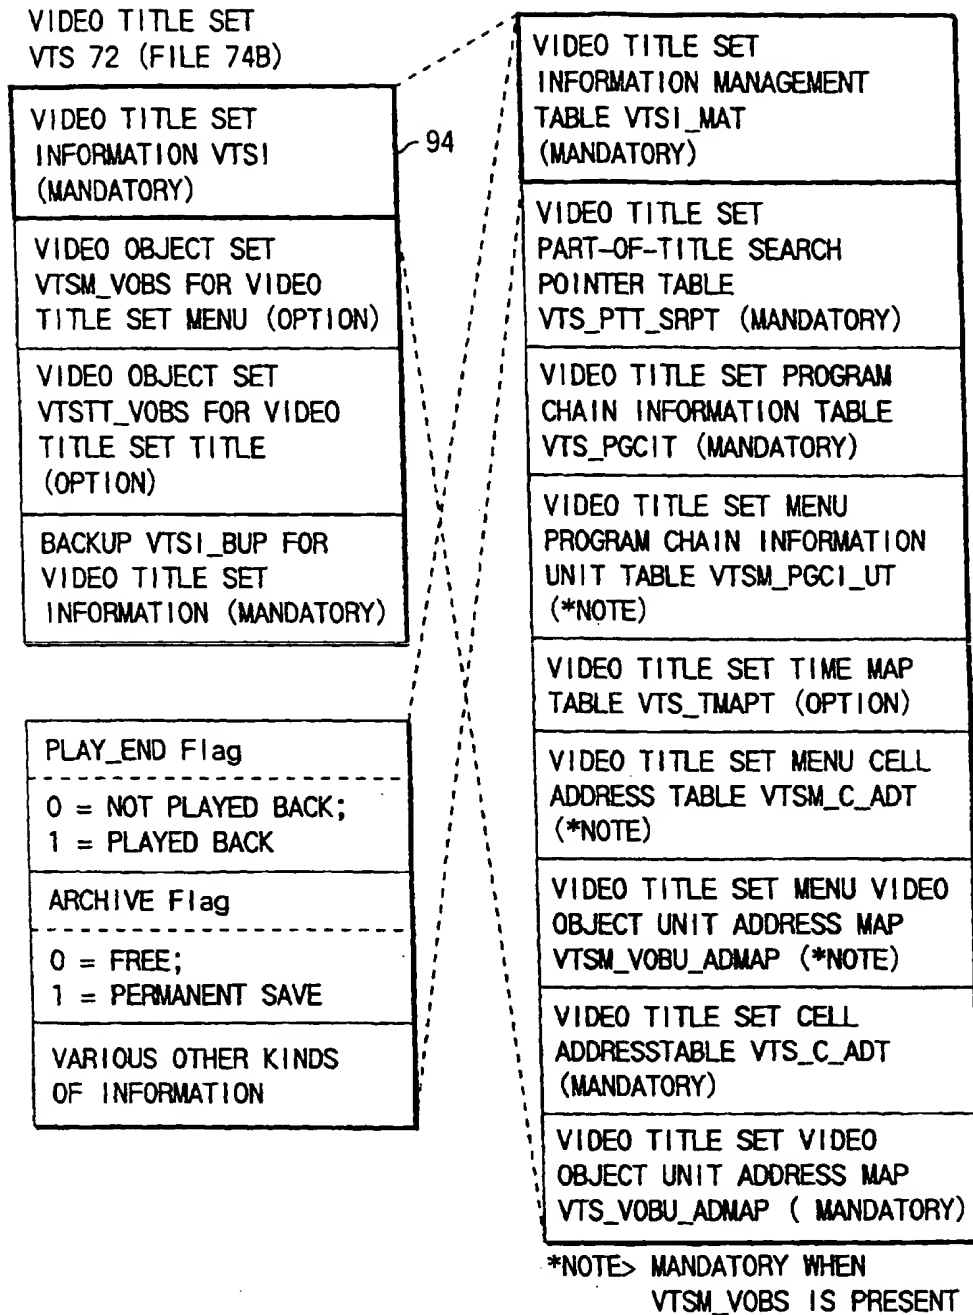 VIDEO TITLE SET
VTS 72 (FILE 74B)
VIDEO TITLE SET
INFORMATION VTSI
(MANDATORY)
94
VIDEO OBJECT SET
VTSM_VOBS FOR VIDEO
TITLE SET MENU (OPTION)
VIDEO OBJECT SET
VTSTT_VOBS FOR VIDEO
TITLE SET TITLE
(OPTION)
BACKUP VTSI_BUP FOR
VIDEO TITLE SET
INFORMATION (MANDATORY)
PLAY_END Flag
0 = NOT PLAYED BACK;
1 = PLAYED BACK
ARCHIVE Flag
0 = FREE;
1 = PERMANENT SAVE
VARIOUS OTHER KINDS
OF INFORMATION
VIDEO TITLE SET
INFORMATION MANAGEMENT
TABLE VTSI_MAT
(MANDATORY)
VIDEO TITLE SET
PART-OF-TITLE SEARCH
POINTER TABLE
VTS_PTT_SRPT (MANDATORY)
VIDEO TITLE SET PROGRAM
CHAIN INFORMATION TABLE
VTS_PGCIT (MANDATORY)
VIDEO TITLE SET MENU
PROGRAM CHAIN INFORMATION
UNIT TABLE VTSM_PGCI_UT
(*NOTE)
VIDEO TITLE SET TIME MAP
TABLE VTS_TMAPT (OPTION)
VIDEO TITLE SET MENU CELL
ADDRESS TABLE VTSM_C_ADT
(*NOTE)
VIDEO TITLE SET MENU VIDEO
OBJECT UNIT ADDRESS MAP
VTSM_VOBU_ADMAP (*NOTE)
VIDEO TITLE SET CELL
ADDRESSTABLE VTS_C_ADT
(MANDATORY)
VIDEO TITLE SET VIDEO
OBJECT UNIT ADDRESS MAP
VTS_VOBU_ADMAP ( MANDATORY)
*NOTE> MANDATORY WHEN
VTSM_VOBS IS PRESENT